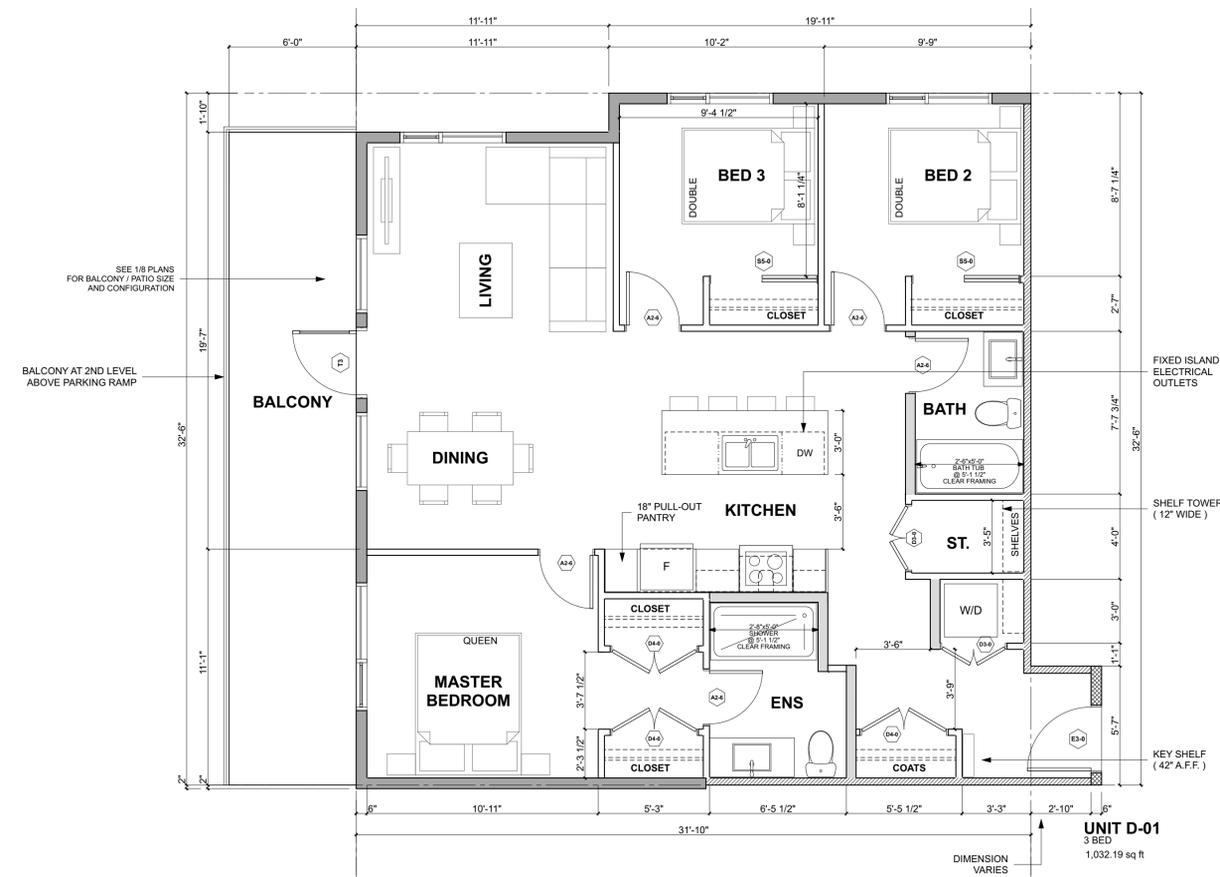 11'-11"
19'-11"
6'-0"
11'-11"
10'-2"
9'-9"
1'-10"
9'-4 1/2"
8'-1 1/4"
8'-7 1/4"
DOUBLE
BED 3
DOUBLE
BED 2
LIVING
S5-0
S5-0
SEE 1/8 PLANS
FOR BALCONY / PATIO SIZE
AND CONFIGURATION
2'-7"
CLOSET
CLOSET
A2-6
A2-6
19'-7"
T3
A2-6
BALCONY AT 2ND LEVEL
ABOVE PARKING RAMP
FIXED ISLAND
ELECTRICAL
OUTLETS
BALCONY
BATH
7'-7 3/4"
32'-6"
32'-6"
DINING
3'-0"
DW
2'-6"x5'-0"
BATH TUB
@ 5'-1 1/2"
CLEAR FRAMING
18" PULL-OUT
PANTRY
KITCHEN
3'-6"
SHELF TOWER
( 12" WIDE )
D3-0
ST.
3'-5"
SHELVES
4'-0"
A2-6
F
CLOSET
W/D
3'-0"
2'-8"x5'-0"
SHOWER
@ 5'-1 1/2"
CLEAR FRAMING
QUEEN
D4-0
D3-0
3'-6"
1'-1"
11'-1"
MASTER
BEDROOM
3'-7 1/2"
A2-6
ENS
3'-9"
5'-7"
D4-0
D4-0
E3-0
2'-3 1/2"
CLOSET
COATS
KEY SHELF
( 42" A.F.F. )
2"
2"
6"
10'-11"
5'-3"
6'-5 1/2"
5'-5 1/2"
3'-3"
2'-10"
6"
31'-10"
UNIT D-01
3 BED
1,032.19 sq ft
DIMENSION
VARIES